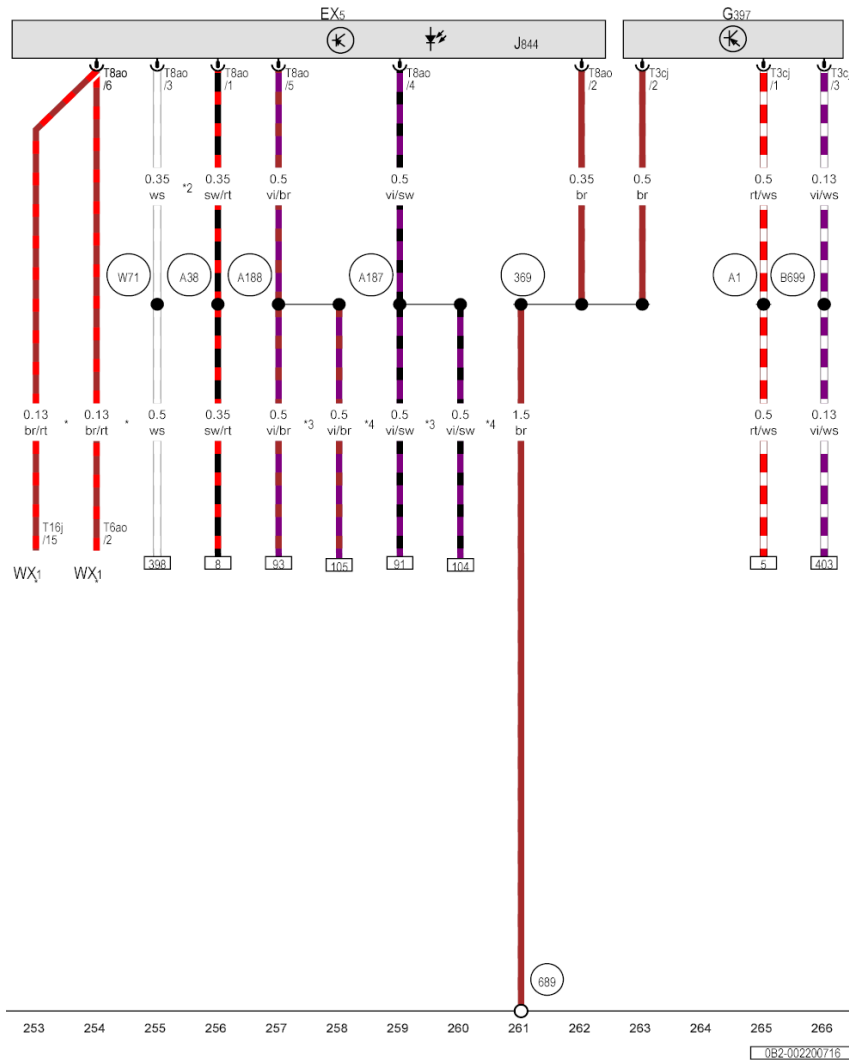 EX5 G397
J844
T8ao T8ao T8ao T8ao T8ao T8ao T3cj T3cj T3cj
/6 /3 /1 /5 /4 /2 /2 /1 /3
0.35 *2 0.35 0.5 0.5 0.35 0.5 0.5 0.13
ws sw/rt vi/br vi/sw br br rt/ws vi/ws
W71 A38 A188 A187 369 A1 B699
0.13 * 0.13 * 0.5 0.35 0.5 *3 0.5 *4 0.5 *3 0.5 *4 1.5 0.5 0.13
br/rt br/rt ws sw/rt vi/br vi/br vi/sw vi/sw br rt/ws vi/ws
T16j T6ao
/15 /2
WX1 WX1 398 8 93 105 91 104 5 403
* *
689
253 254 255 256 257 258 259 260 261 262 263 264 265 266
0B2-002200716